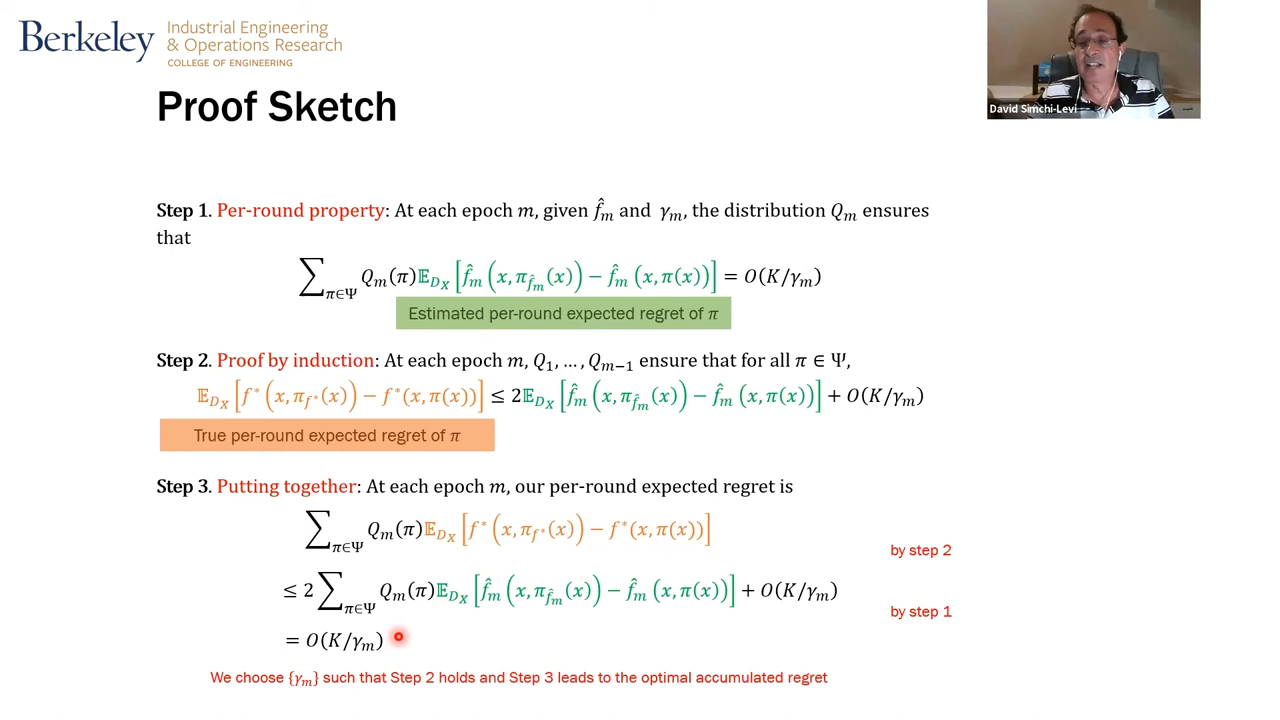 Berkeley
Industrial Engineering
& Operations Research
COLLEGE OF ENGINEERING
David Simchi-Levi
Proof Sketch
Step 1. Per-round property: At each epoch m, given f̂_m and γ_m, the distribution Q_m ensures
that
∑_{π∈Ψ} Q_m(π)𝔼_{D_X}[f̂_m(x, π_{f̂_m}(x)) − f̂_m(x, π(x))] = O(K/γ_m)
Estimated per-round expected regret of π
Step 2. Proof by induction: At each epoch m, Q_1, …, Q_{m−1} ensure that for all π ∈ Ψ,
𝔼_{D_X}[f*(x, π_{f*}(x)) − f*(x, π(x))] ≤ 2𝔼_{D_X}[f̂_m(x, π_{f̂_m}(x)) − f̂_m(x, π(x))] + O(K/γ_m)
True per-round expected regret of π
Step 3. Putting together: At each epoch m, our per-round expected regret is
∑_{π∈Ψ} Q_m(π)𝔼_{D_X}[f*(x, π_{f*}(x)) − f*(x, π(x))]
by step 2
≤ 2 ∑_{π∈Ψ} Q_m(π)𝔼_{D_X}[f̂_m(x, π_{f̂_m}(x)) − f̂_m(x, π(x))] + O(K/γ_m)
by step 1
= O(K/γ_m)
We choose {γ_m} such that Step 2 holds and Step 3 leads to the optimal accumulated regret